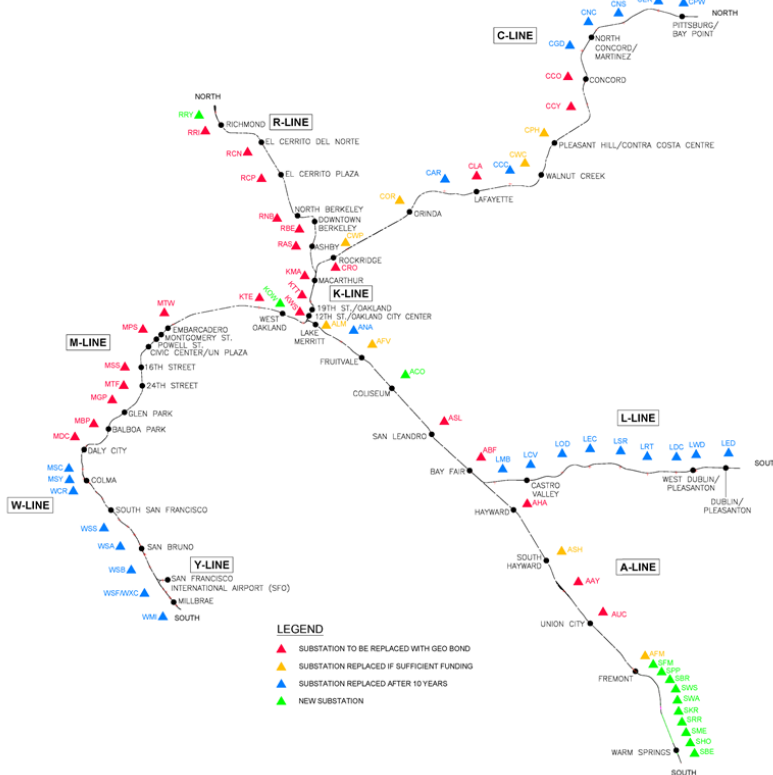 CNS
CPW
NORTH
CNC
PITTSBURG/
BAY POINT
C-LINE
NORTH
CONCORD/
MARTINEZ
CGD
CCO
CONCORD
CCY
NORTH
RRY
RICHMOND
R-LINE
RRI
EL CERRITO DEL NORTE
RCN
CPH
PLEASANT HILL/CONTRA COSTA CENTRE
RCP
EL CERRITO PLAZA
CAR
CLA
CCC
CWC
WALNUT CREEK
LAFAYETTE
COR
ORINDA
NORTH BERKELEY
RNB
DOWNTOWN
BERKELEY
RBE
RAS
ASHBY
CWP
ROCKRIDGE
CRO
KMA
MACARTHUR
KTT
K-LINE
KTE
KOW
KWS
19TH ST./OAKLAND
12TH ST./OAKLAND CITY CENTER
WEST
OAKLAND
LAKE
MERRITT
ALM
ANA
AFV
FRUITVALE
MTW
MPS
EMBARCADERO
MONTGOMERY ST.
POWELL ST.
CIVIC CENTER/UN PLAZA
M-LINE
MSS
16TH STREET
MTF
24TH STREET
MGP
GLEN PARK
MBP
BALBOA PARK
MDC
DALY CITY
ACO
COLISEUM
ASL
SAN LEANDRO
ABF
BAY FAIR
L-LINE
LMB
LCV
LOD
LEC
LSR
LRT
LDC
LWD
LED
SOUT
CASTRO
VALLEY
WEST DUBLIN/
PLEASANTON
DUBLIN/
PLEASANTON
MSC
MSY
WCR
COLMA
W-LINE
SOUTH SAN FRANCISCO
WSS
WSA
SAN BRUNO
Y-LINE
WSB
SAN FRANCISCO
INTERNATIONAL AIRPORT (SFO)
WSF/WXC
MILLBRAE
WMI
SOUTH
AHA
HAYWARD
ASH
SOUTH
HAYWARD
A-LINE
AAY
AUC
UNION CITY
AFM
SFM
SPP
SBR
SWS
SWA
SKR
SRR
SME
SHO
SBE
FREMONT
WARM SPRINGS
SOUTH
LEGEND
SUBSTATION TO BE REPLACED WITH GEO BOND
SUBSTATION REPLACED IF SUFFICIENT FUNDING
SUBSTATION REPLACED AFTER 10 YEARS
NEW SUBSTATION